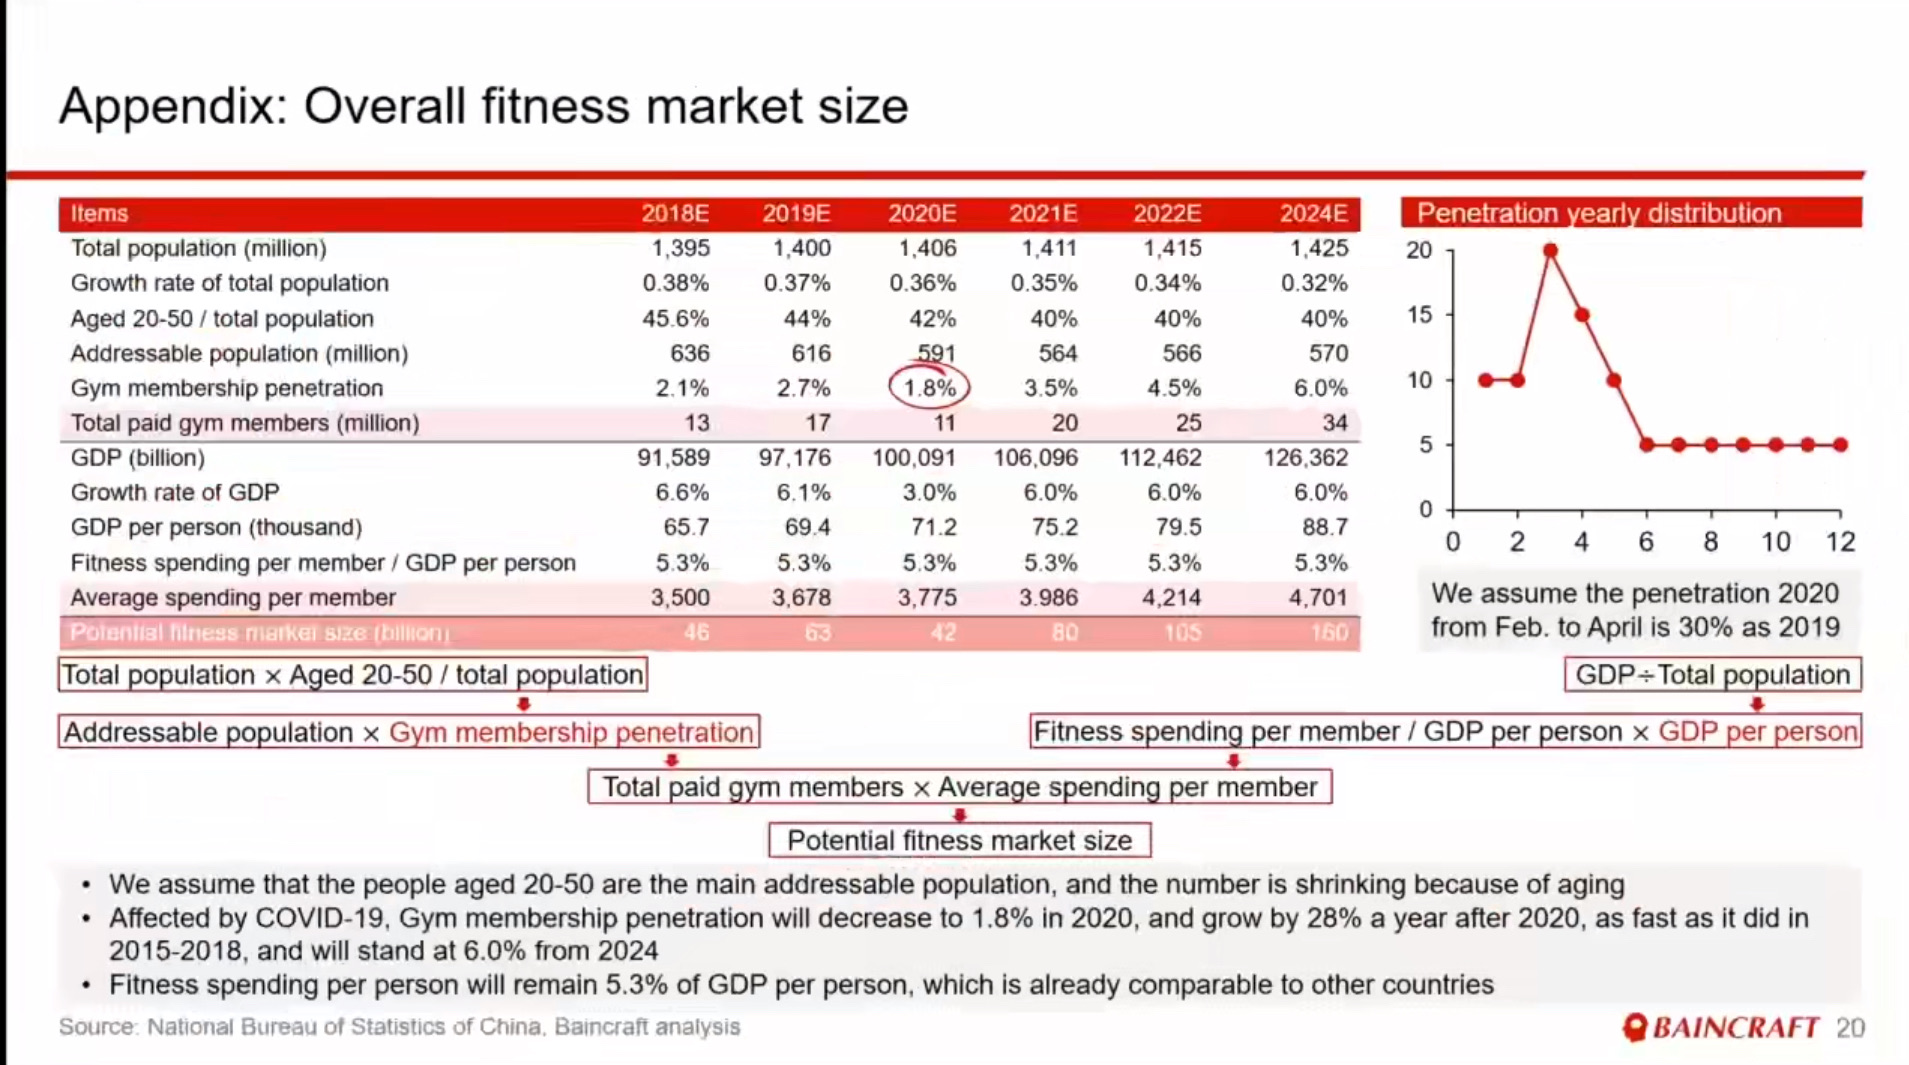 Appendix: Overall fitness market size
Items 2018E 2019E 2020E 2021E 2022E 2024E
Total population (million) 1,395 1,400 1,406 1,411 1,415 1,425
Growth rate of total population 0.38% 0.37% 0.36% 0.35% 0.34% 0.32%
Aged 20-50 / total population 45.6% 44% 42% 40% 40% 40%
Addressable population (million) 636 616 591 564 566 570
Gym membership penetration 2.1% 2.7% 1.8% 3.5% 4.5% 6.0%
Total paid gym members (million) 13 17 11 20 25 34
GDP (billion) 91,589 97,176 100,091 106,096 112,462 126,362
Growth rate of GDP 6.6% 6.1% 3.0% 6.0% 6.0% 6.0%
GDP per person (thousand) 65.7 69.4 71.2 75.2 79.5 88.7
Fitness spending per member / GDP per person 5.3% 5.3% 5.3% 5.3% 5.3% 5.3%
Average spending per member 3,500 3,678 3,775 3.986 4,214 4,701
Potential fitness market size (billion) 46 63 42 80 105 160
Penetration yearly distribution
20
15
10
5
0
0 2 4 6 8 10 12
We assume the penetration 2020
from Feb. to April is 30% as 2019
Total population × Aged 20-50 / total population
GDP÷Total population
Addressable population × Gym membership penetration
Fitness spending per member / GDP per person × GDP per person
Total paid gym members × Average spending per member
Potential fitness market size
• We assume that the people aged 20-50 are the main addressable population, and the number is shrinking because of aging
• Affected by COVID-19, Gym membership penetration will decrease to 1.8% in 2020, and grow by 28% a year after 2020, as fast as it did in
2015-2018, and will stand at 6.0% from 2024
• Fitness spending per person will remain 5.3% of GDP per person, which is already comparable to other countries
Source: National Bureau of Statistics of China, Baincraft analysis
BAINCRAFT 20